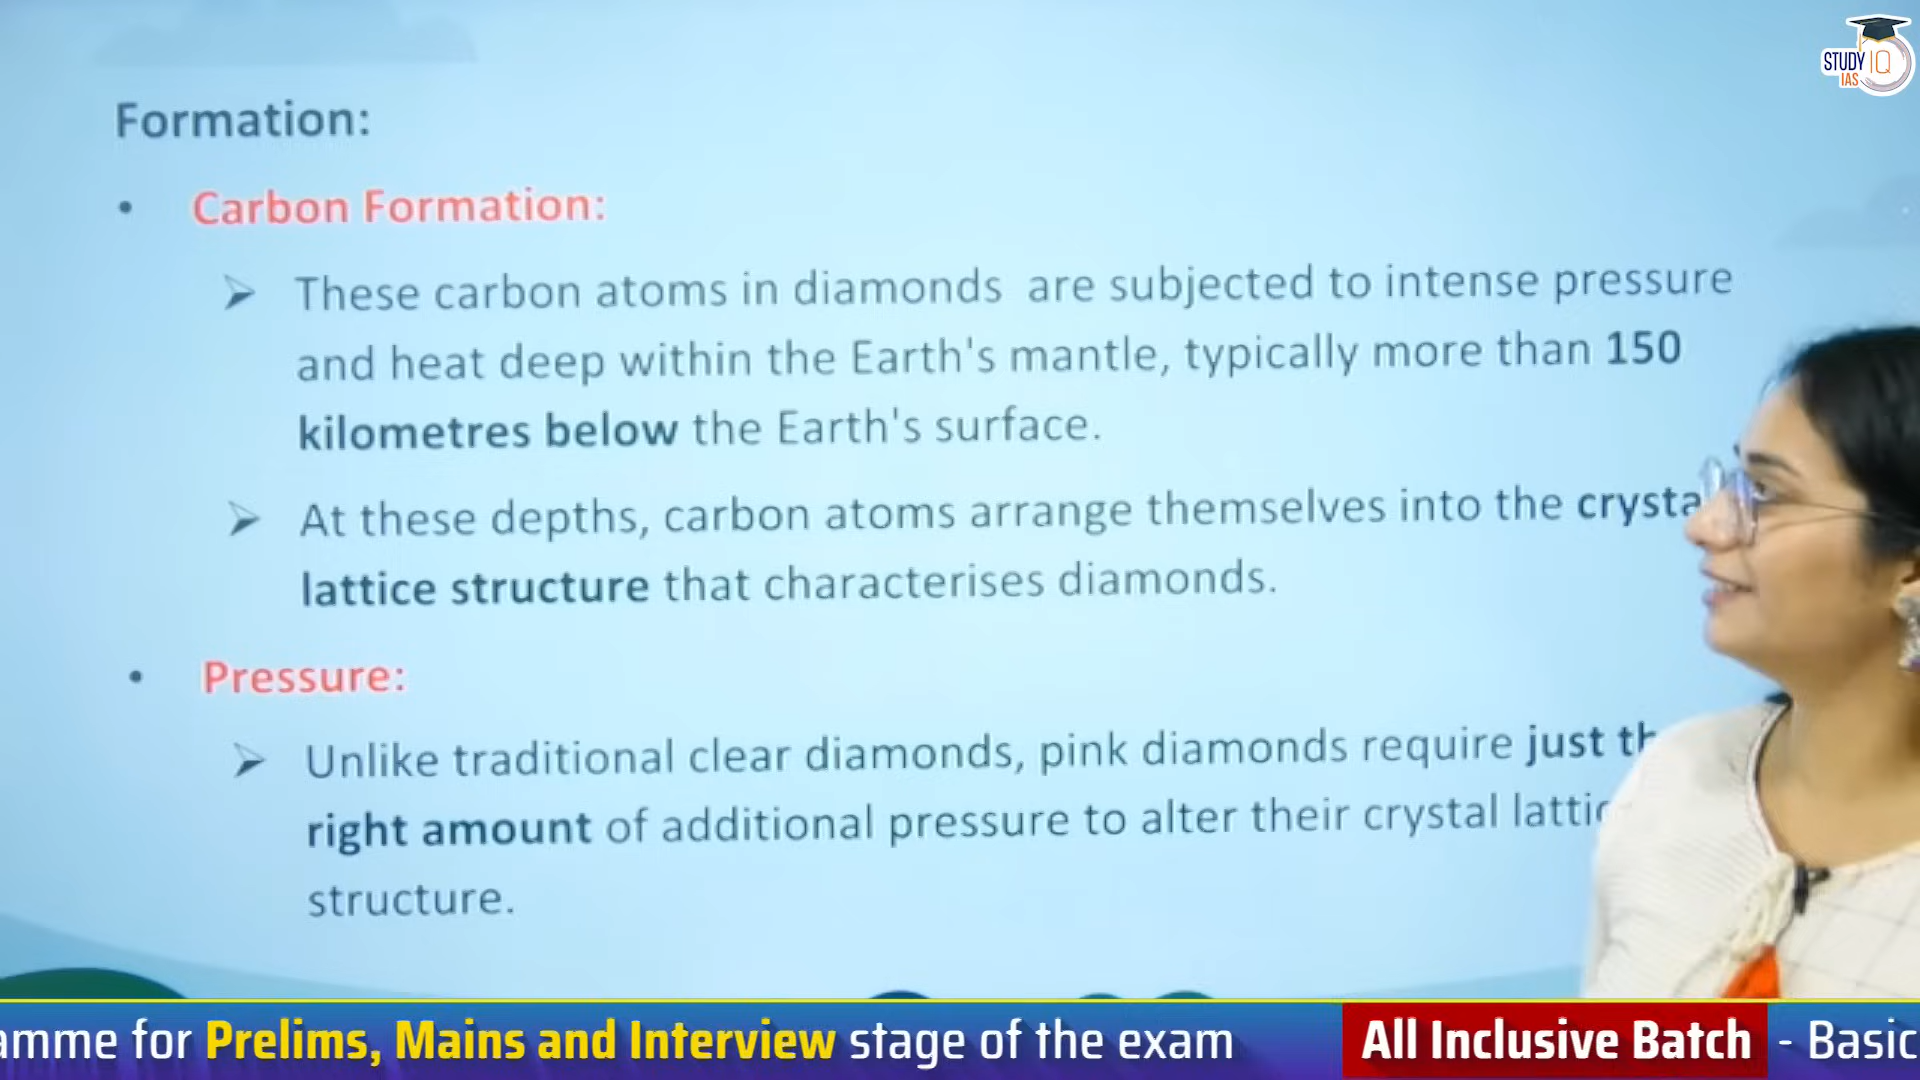 STUDY IQ
IAS
Formation:
• Carbon Formation:
➢ These carbon atoms in diamonds are subjected to intense pressure
and heat deep within the Earth's mantle, typically more than 150
kilometres below the Earth's surface.
➢ At these depths, carbon atoms arrange themselves into the crysta
lattice structure that characterises diamonds.
• Pressure:
➢ Unlike traditional clear diamonds, pink diamonds require just th
right amount of additional pressure to alter their crystal lattic
structure.
amme for Prelims, Mains and Interview stage of the exam
All Inclusive Batch - Basic